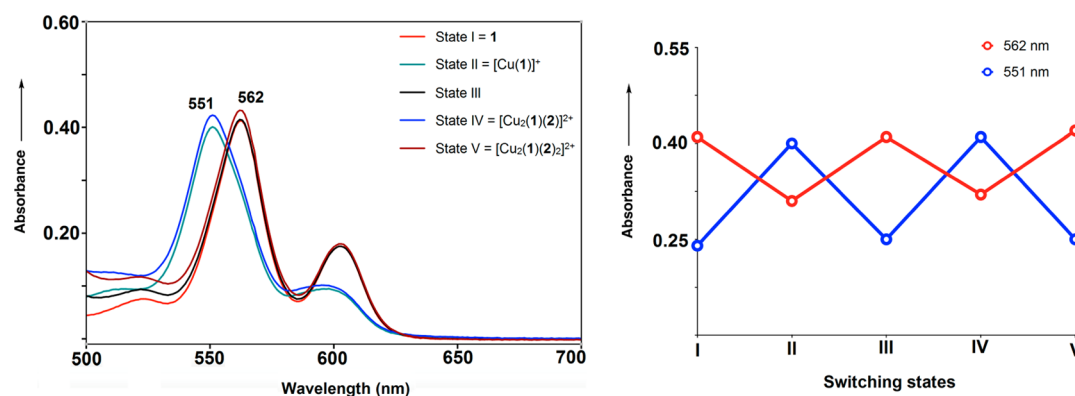 0.60
0.40
0.20
Absorbance
500
550
600
650
700
Wavelength (nm)
551
562
State I = 1
State II = [Cu(1)]⁺
State III
State IV = [Cu₂(1)(2)]²⁺
State V = [Cu₂(1)(2)₂]²⁺
0.55
0.40
0.25
Absorbance
562 nm
551 nm
I
II
III
IV
V
Switching states